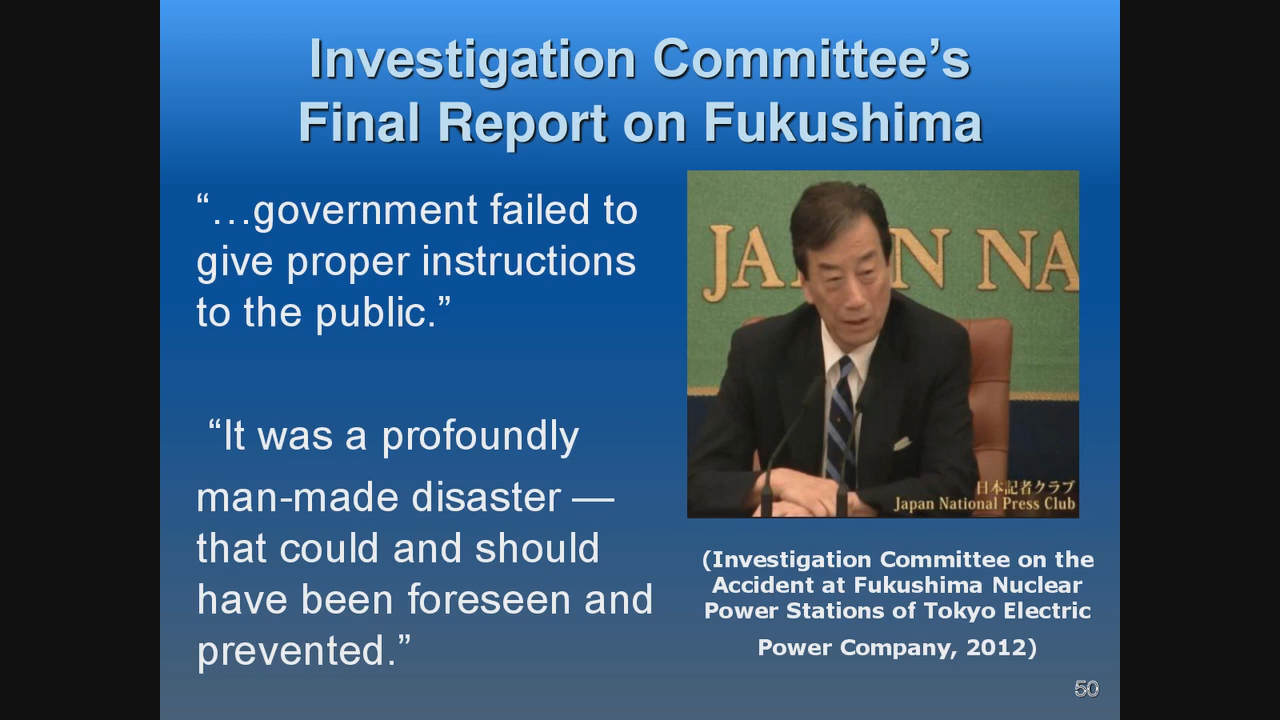 Investigation Committee’s
Final Report on Fukushima
“…government failed to
give proper instructions
to the public.”
“It was a profoundly
man-made disaster —
that could and should
have been foreseen and
prevented.”
JAPAN NA
日本記者クラブ
Japan National Press Club
(Investigation Committee on the
Accident at Fukushima Nuclear
Power Stations of Tokyo Electric
Power Company, 2012)
50